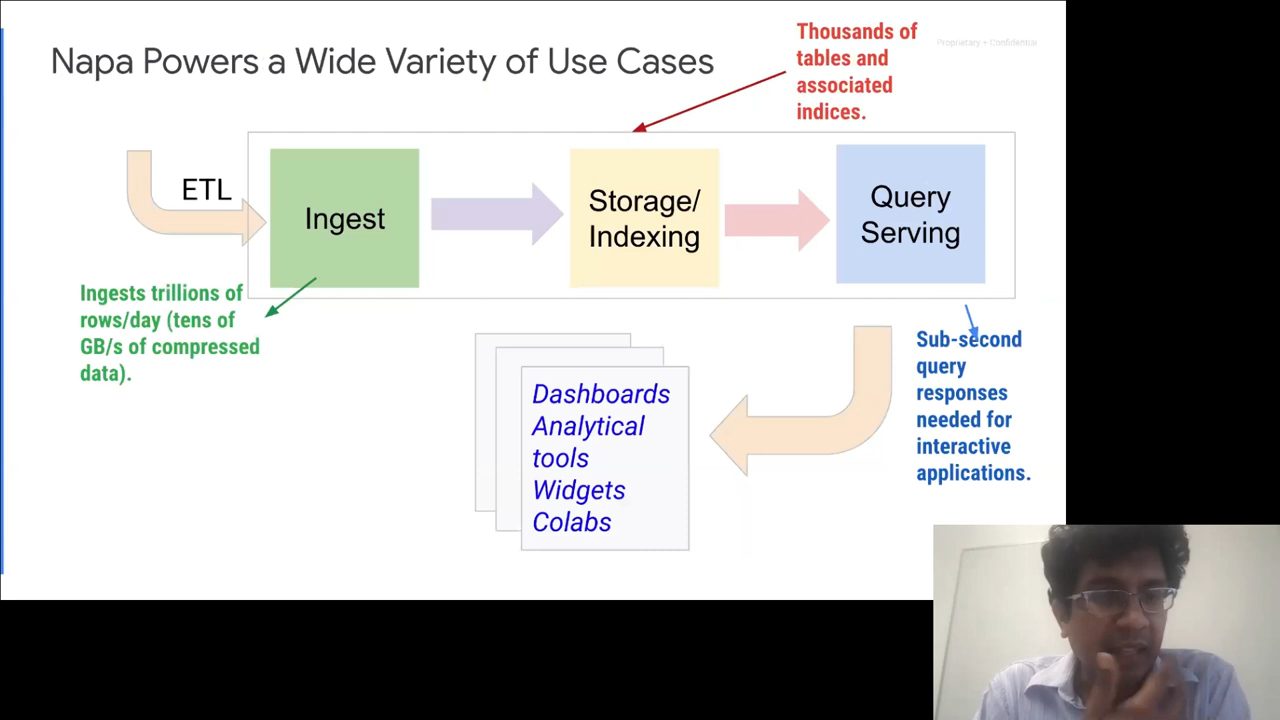 Napa Powers a Wide Variety of Use Cases
Thousands of
tables and
associated
indices.
Proprietary + Confidential
ETL
Ingest
Storage/
Indexing
Query
Serving
Ingests trillions of
rows/day (tens of
GB/s of compressed
data).
Dashboards
Analytical
tools
Widgets
Colabs
Sub-second
query
responses
needed for
interactive
applications.